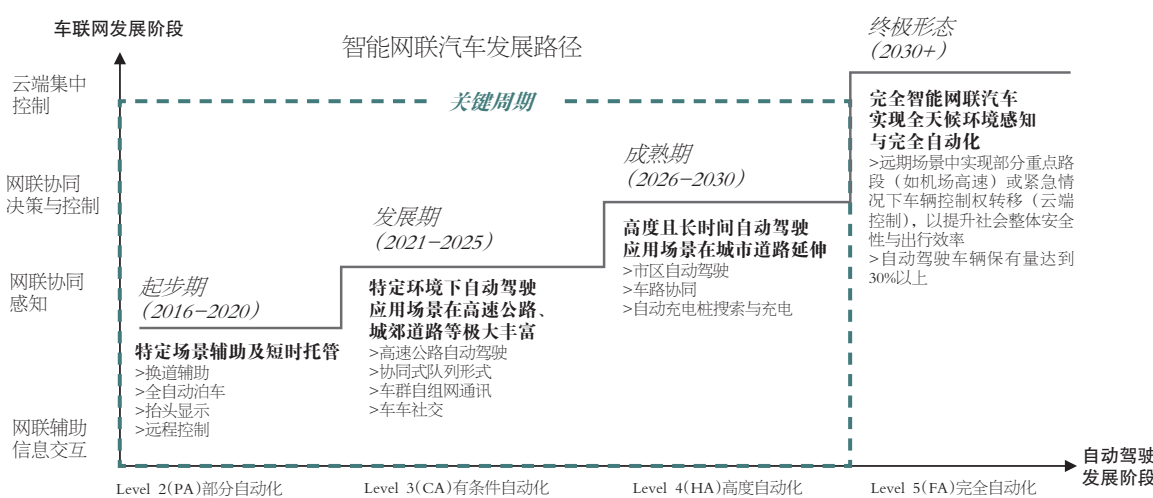 车联网发展阶段
智能网联汽车发展路径
终极形态
(2030+)
云端集中
控制
关键周期
完全智能网联汽车
实现全天候环境感知
与完全自动化
>远期场景中实现部分重点路
段（如机场高速）或紧急情
况下车辆控制权转移（云端
控制），以提升社会整体安全
性与出行效率
>自动驾驶车辆保有量达到
30%以上
网联协同
决策与控制
成熟期
(2026-2030)
高度且长时间自动驾驶
应用场景在城市道路延伸
>市区自动驾驶
>车路协同
>自动充电桩搜索与充电
发展期
(2021-2025)
特定环境下自动驾驶
应用场景在高速公路、
城郊道路等极大丰富
>高速公路自动驾驶
>协同式队列形式
>车群自组网通讯
>车车社交
网联协同
感知
起步期
(2016-2020)
特定场景辅助及短时托管
>换道辅助
>全自动泊车
>抬头显示
>远程控制
网联辅助
信息交互
自动驾驶
发展阶段
Level 2(PA)部分自动化
Level 3(CA)有条件自动化
Level 4(HA)高度自动化
Level 5(FA)完全自动化